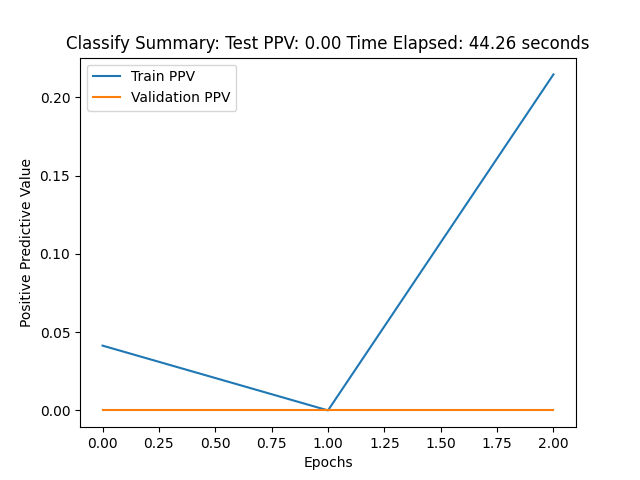 Classify Summary: Test PPV: 0.00 Time Elapsed: 44.26 seconds
Train PPV
Validation PPV
Positive Predictive Value
0.20
0.15
0.10
0.05
0.00
0.00 0.25 0.50 0.75 1.00 1.25 1.50 1.75 2.00
Epochs